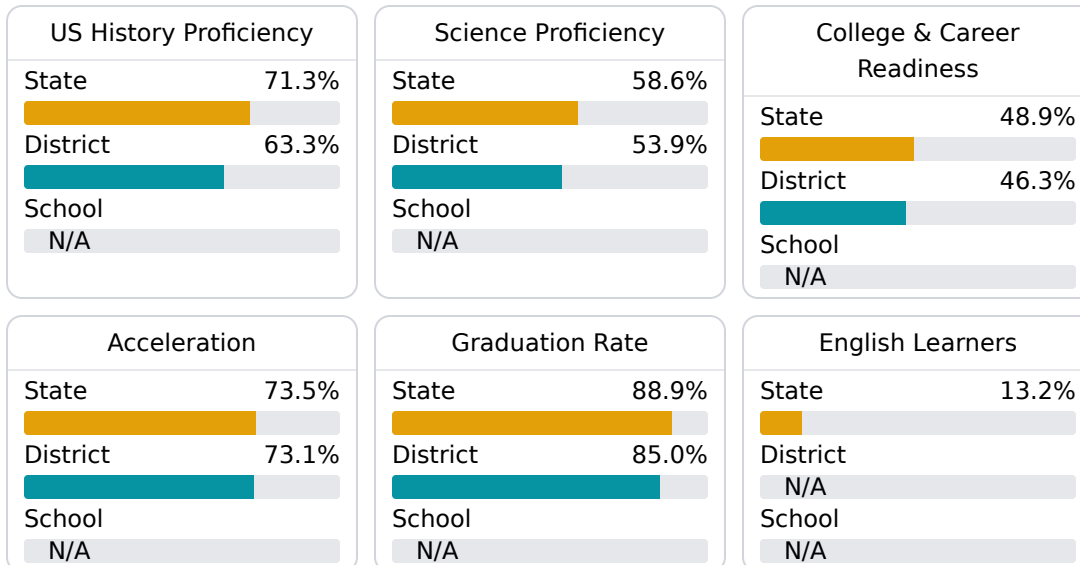 US History Proficiency
State 71.3%
District 63.3%
School
N/A
Science Proficiency
State 58.6%
District 53.9%
School
N/A
College & Career
Readiness
State 48.9%
District 46.3%
School
N/A
Acceleration
State 73.5%
District 73.1%
School
N/A
Graduation Rate
State 88.9%
District 85.0%
School
N/A
English Learners
State 13.2%
District
N/A
School
N/A